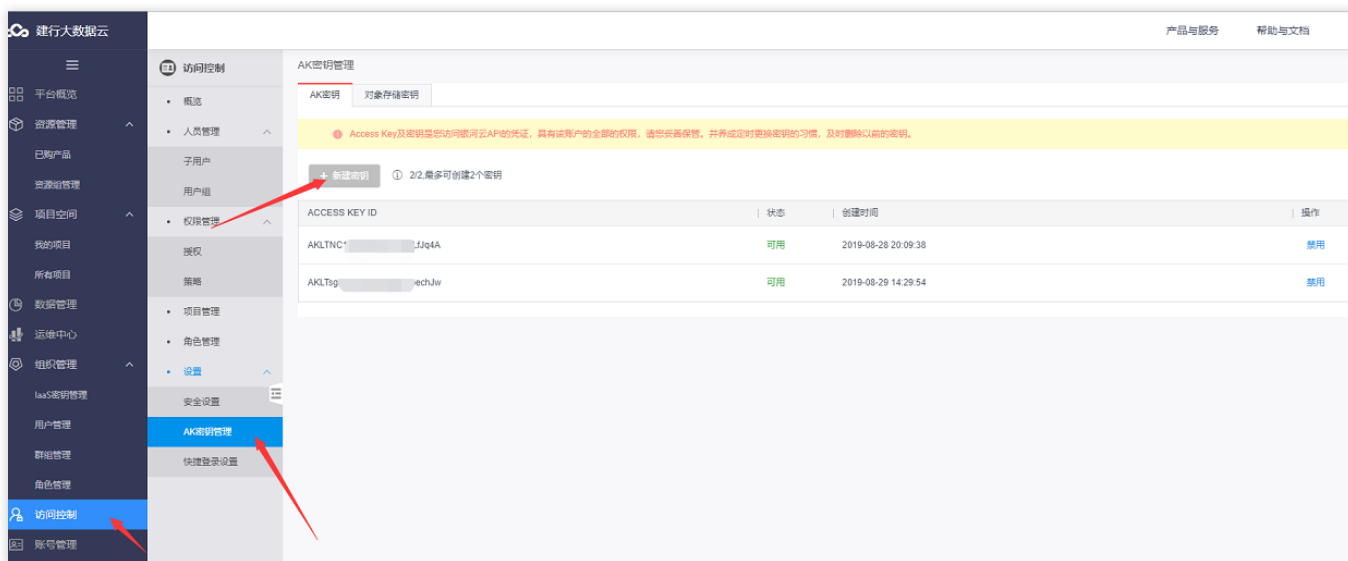 建行大数据云
产品与服务 帮助与文档
平台概览
资源管理
已购产品
资源组管理
项目空间
我的项目
所有项目
数据管理
运维中心
组织管理
IaaS密钥管理
用户管理
群组管理
角色管理
访问控制
账号管理
访问控制
概览
人员管理
子用户
用户组
权限管理
授权
策略
项目管理
角色管理
设置
安全设置
AK密钥管理
快捷登录设置
AK密钥管理
AK密钥 对象存储密钥
Access Key及密钥是您访问银河云API的凭证，具有该账户的全部的权限，请您妥善保管。并养成定时更换密钥的习惯，及时删除以前的密钥。
+ 新建密钥 2/2,最多可创建2个密钥
ACCESS KEY ID 状态 创建时间 操作
AKLTNC fJq4A 可用 2019-08-28 20:09:38 禁用
AKLTsg echJw 可用 2019-08-29 14:29:54 禁用